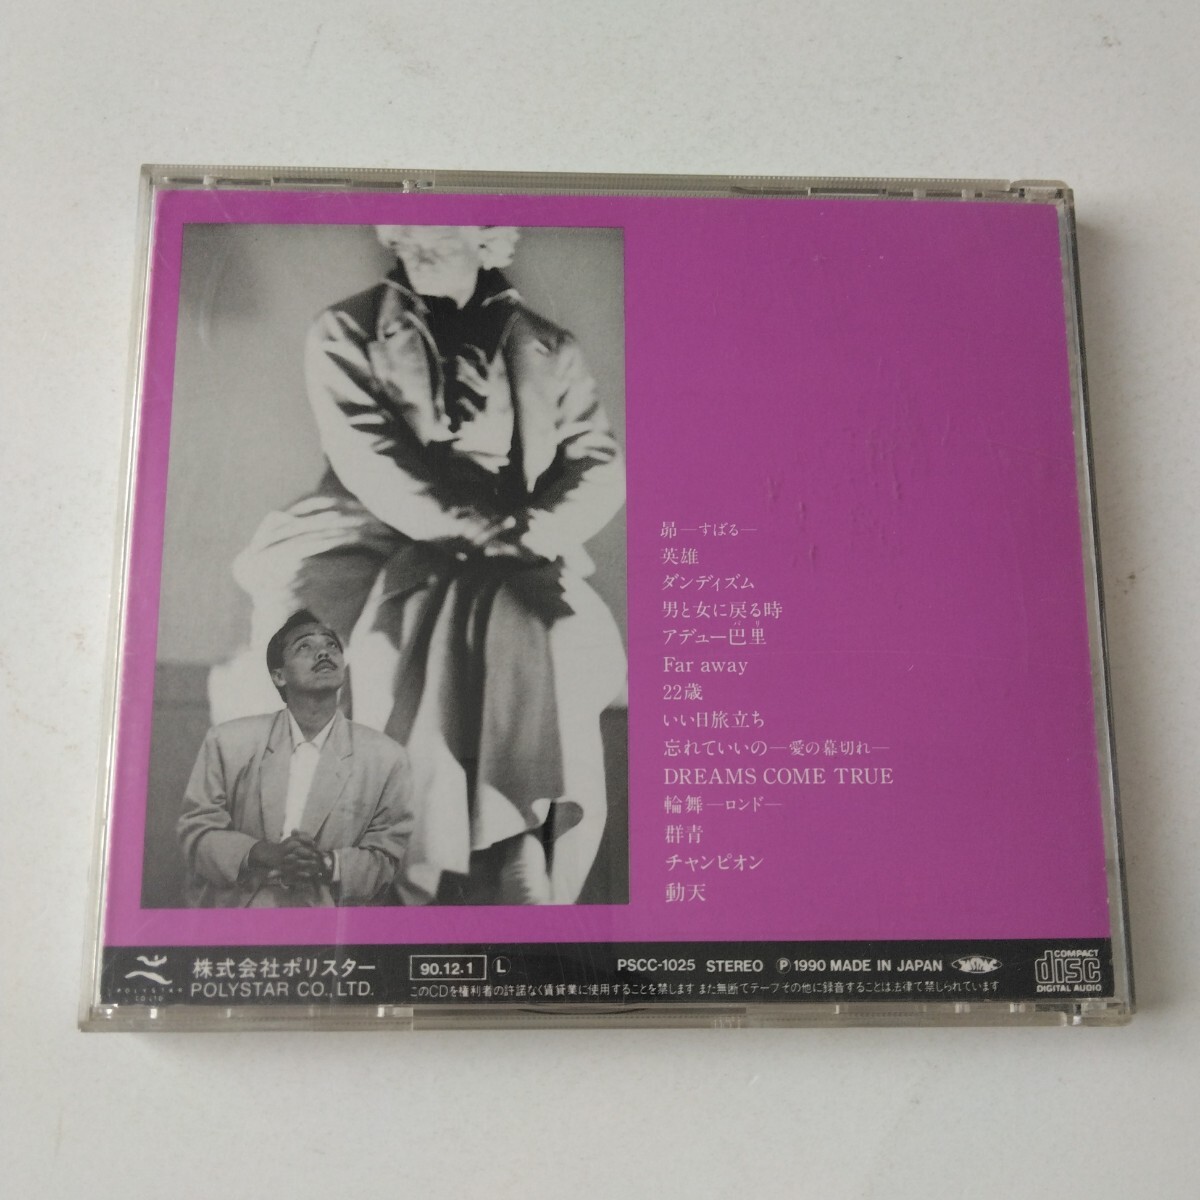 昴―すばる―
英雄
ダンディズム
男と女に戻る時
アデュー巴里
パリ
Far away
22歳
いい日旅立ち
忘れていいの―愛の幕切れ―
DREAMS COME TRUE
輪舞―ロンド―
群青
チャンピオン
動天
POLYSTAR
CO.LTD.
株式会社ポリスター
POLYSTAR CO., LTD.
90.12.1 L
PSCC-1025 STEREO Ⓟ1990 MADE IN JAPAN
このCDを権利者の許諾なく賃貸業に使用することを禁じます また無断でテープその他に録音することは法律で禁じられています
COMPACT
disc
DIGITAL AUDIO